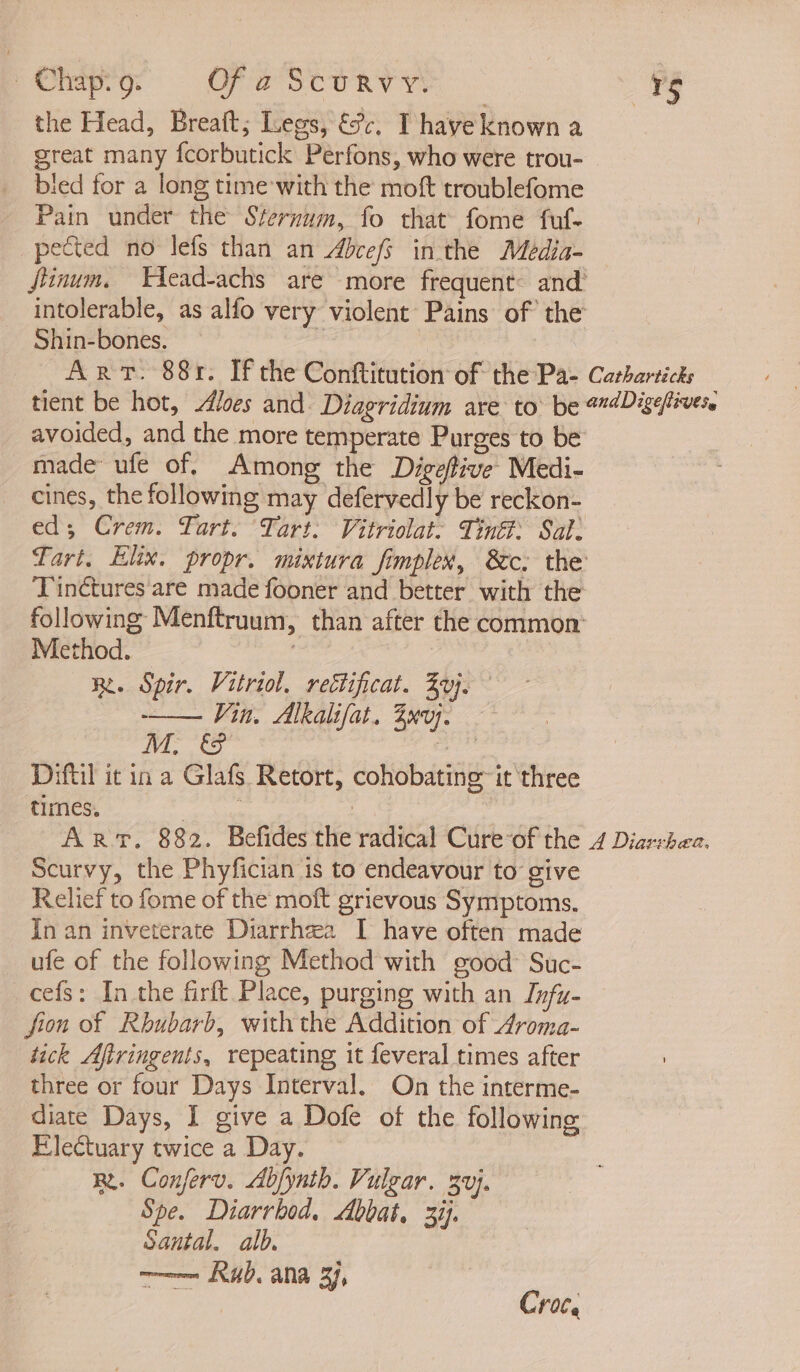 Chap. 9. Of a Scurvy. 15
the Head, Breaſt, Legs, &c. I have known a
great many ſcorbutick Perſons, who were trou-
bled for a long time with the moſt troubleſome
Pain under the Sternum, ſo that ſome ſuſ-
pected no leſs than an Abceſs in the Media-
ſtinum. Head-achs are more frequent and
intolerable, as alſo very violent Pains of the
Shin-bones.
Art. 881. If the Conſtitution of the Pa- Catharticks
tient be hot, Aloes and Diagridium are to be and Digeſtives.
avoided, and the more temperate Purges to be
made uſe of. Among the Digeſtive Medi-
cines, the following may deſervedly be reckon-
ed; Crem. Tart. Tart. Vitriolat. Tinct. Sal.
Tart. Elix. propr. mixtura ſimplex, &c. the
Tinctures are made ſooner and better with the
following Menſtruum, than after the common
Method.
℞. Spir. Vitriol. rectificat. ℥vj.
—— Vin. Alkaliſat. ℥xvj.
M. &
Diſtil it in a Glaſs Retort, cohobating it three
times.
Art. 882. Beſides the radical Cure of the A Diarrhæa.
Scurvy, the Phyſician is to endeavour to give
Relief to ſome of the moſt grievous Symptoms.
In an inveterate Diarrhæa I have often made
uſe of the following Method with good Suc-
ceſs: In the firſt Place, purging with an Infu-
ſion of Rhubarb, with the Addition of Aroma-
tick Aſtringents, repeating it ſeveral times after
three or four Days Interval. On the interme-
diate Days, I give a Doſe of the following
Electuary twice a Day.
℞. Conſerv. Abſynth. Vulgar. ʒvj.
Spe. Diarrhod. Abbat. ʒij.
Santal. alb.
—— Rub. ana ʒj,
Croc.